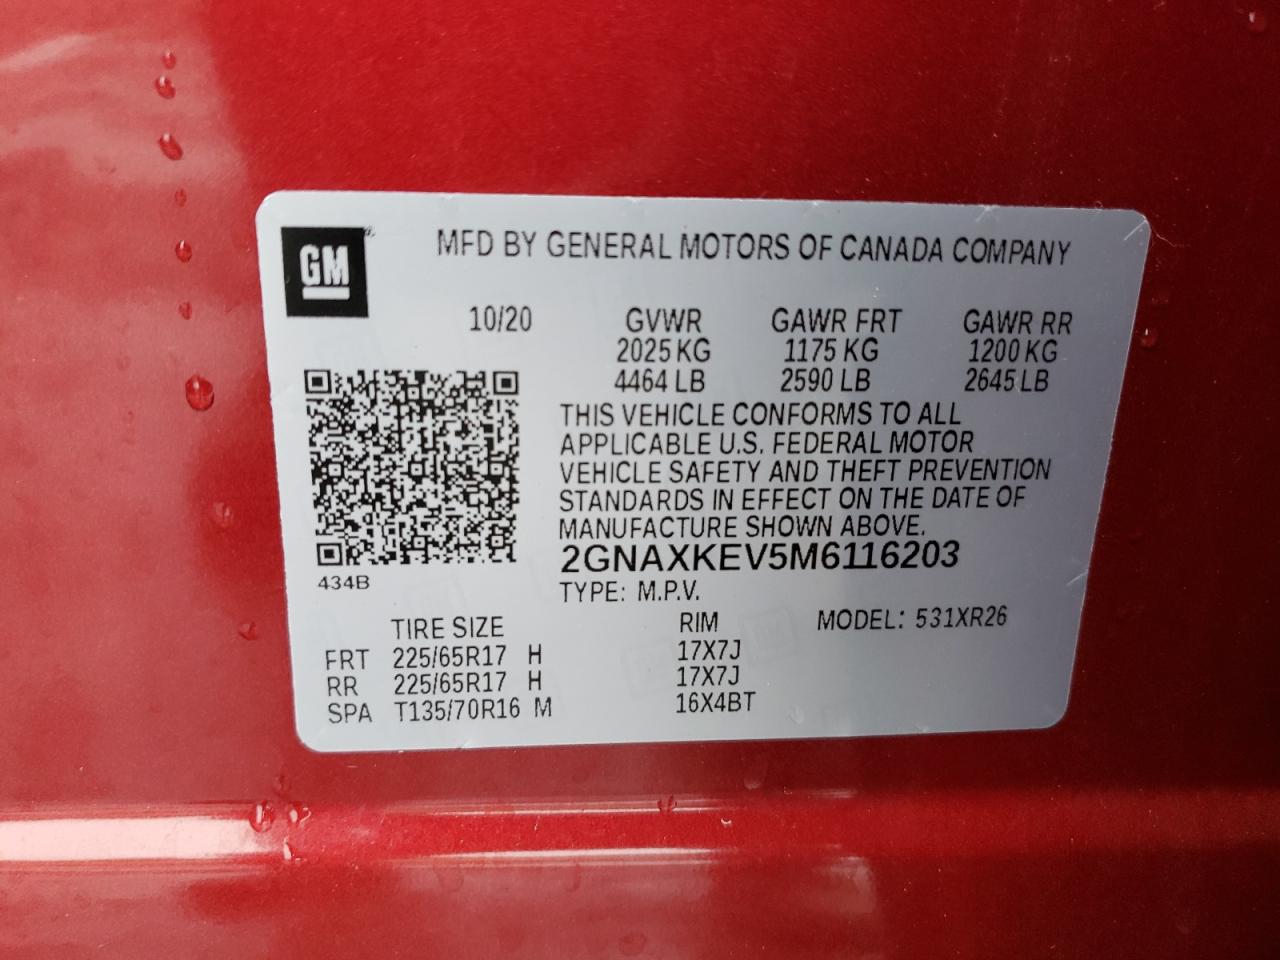 GM
MFD BY GENERAL MOTORS OF CANADA COMPANY
10/20 GVWR GAWR FRT GAWR RR
2025 KG 1175 KG 1200 KG
4464 LB 2590 LB 2645 LB
THIS VEHICLE CONFORMS TO ALL
APPLICABLE U.S. FEDERAL MOTOR
VEHICLE SAFETY AND THEFT PREVENTION
STANDARDS IN EFFECT ON THE DATE OF
MANUFACTURE SHOWN ABOVE.
2GNAXKEV5M6116203
434B
TYPE: M.P.V.
TIRE SIZE RIM MODEL: 531XR26
FRT 225/65R17 H 17X7J
RR 225/65R17 H 17X7J
SPA T135/70R16 M 16X4BT